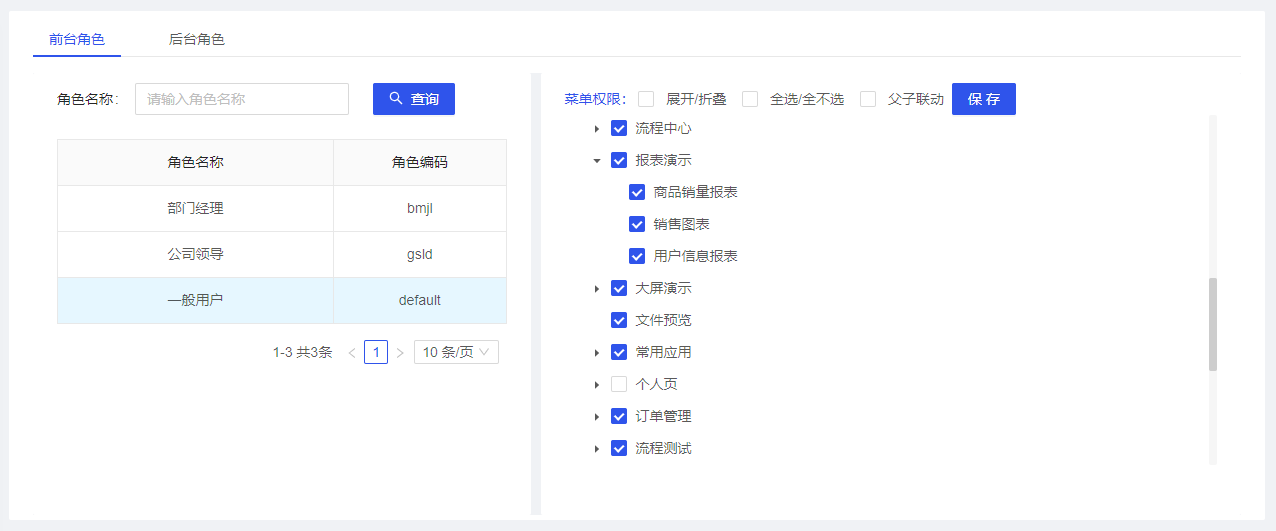 前台角色 后台角色
角色名称： 请输入角色名称 查询
角色名称 角色编码
部门经理 bmjl
公司领导 gsld
一般用户 default
1-3 共3条 < 1 > 10 条/页
菜单权限： 展开/折叠 全选/全不选 父子联动 保 存
流程中心
报表演示
商品销量报表
销售图表
用户信息报表
大屏演示
文件预览
常用应用
个人页
订单管理
流程测试